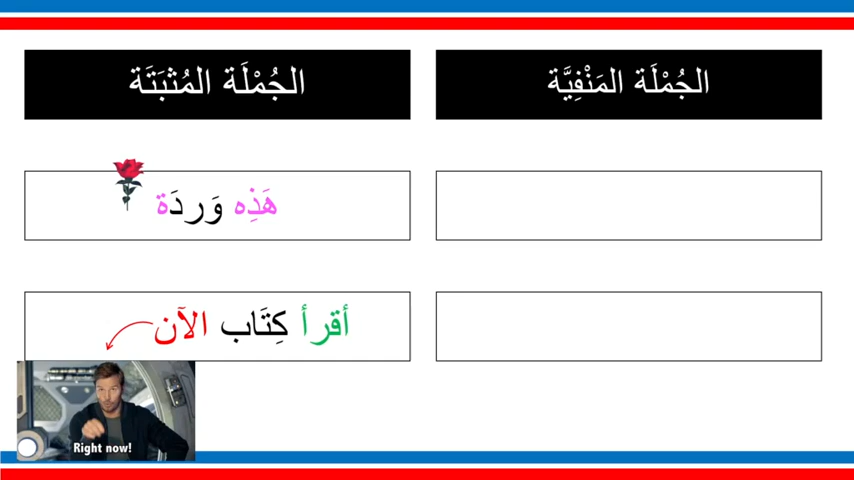 الجُمْلَة المَنْفِيَّة
الجُمْلَة المُثبَتَة
هَذِه وَردَة
أقرأ كِتَاب الآن
Right now!